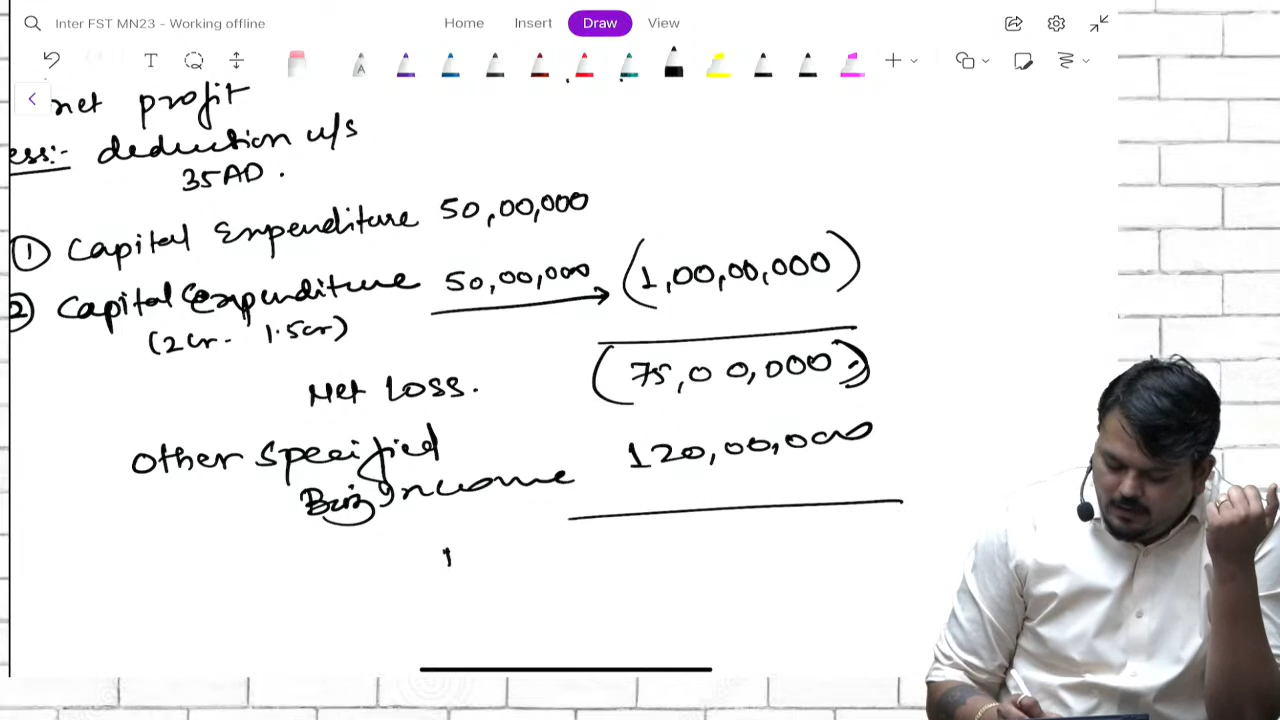 Inter FST MN23 - Working offline
Home Insert Draw View
net profit
ess:- deduction u/s
35AD.
① Capital Expenditure 50,00,000
2) Capital expenditure 50,00,000 → (1,00,00,000)
(2cr. - 1.5cr)
Net Loss. (75,00,000)
Other Specified 120,00,000
Biz Income